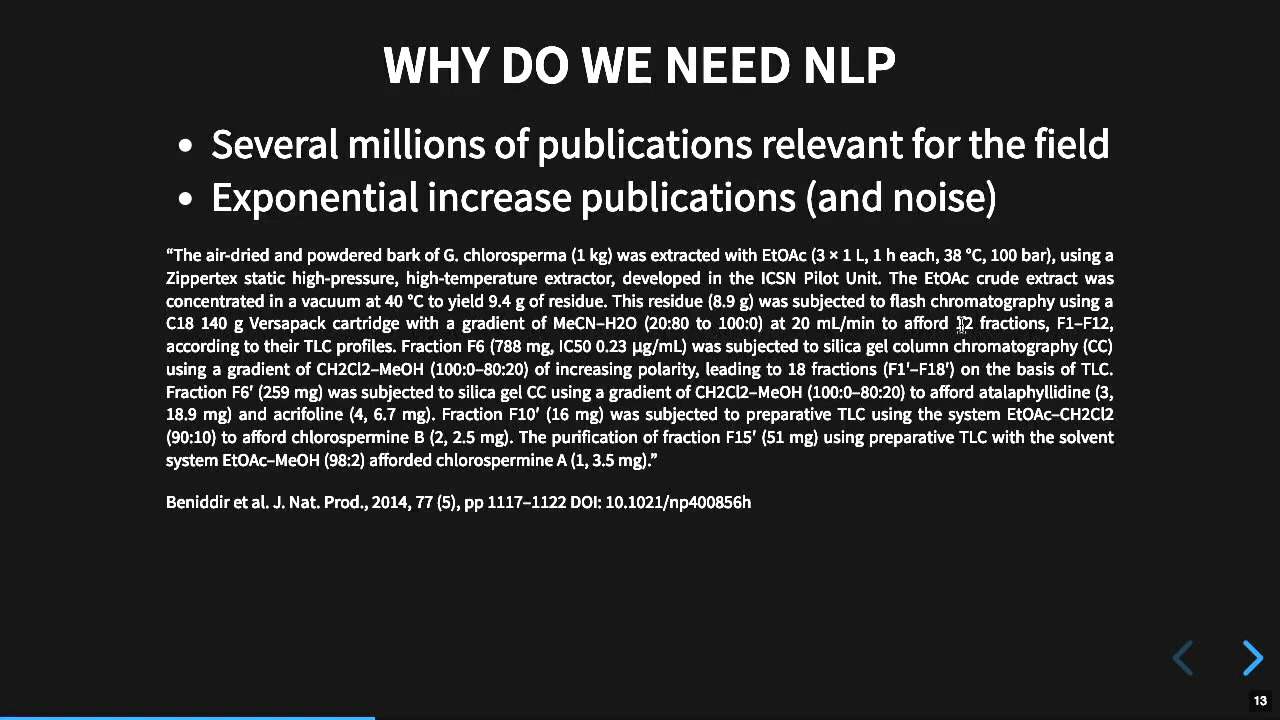 WHY DO WE NEED NLP
• Several millions of publications relevant for the field
• Exponential increase publications (and noise)
“The air-dried and powdered bark of G. chlorosperma (1 kg) was extracted with EtOAc (3 × 1 L, 1 h each, 38 °C, 100 bar), using a
Zippertex static high-pressure, high-temperature extractor, developed in the ICSN Pilot Unit. The EtOAc crude extract was
concentrated in a vacuum at 40 °C to yield 9.4 g of residue. This residue (8.9 g) was subjected to flash chromatography using a
C18 140 g Versapack cartridge with a gradient of MeCN–H2O (20:80 to 100:0) at 20 mL/min to afford 12 fractions, F1–F12,
according to their TLC profiles. Fraction F6 (788 mg, IC50 0.23 μg/mL) was subjected to silica gel column chromatography (CC)
using a gradient of CH2Cl2–MeOH (100:0–80:20) of increasing polarity, leading to 18 fractions (F1′–F18′) on the basis of TLC.
Fraction F6′ (259 mg) was subjected to silica gel CC using a gradient of CH2Cl2–MeOH (100:0–80:20) to afford atalaphyllidine (3,
18.9 mg) and acrifoline (4, 6.7 mg). Fraction F10′ (16 mg) was subjected to preparative TLC using the system EtOAc–CH2Cl2
(90:10) to afford chlorospermine B (2, 2.5 mg). The purification of fraction F15′ (51 mg) using preparative TLC with the solvent
system EtOAc–MeOH (98:2) afforded chlorospermine A (1, 3.5 mg).”
Beniddir et al. J. Nat. Prod., 2014, 77 (5), pp 1117–1122 DOI: 10.1021/np400856h
13